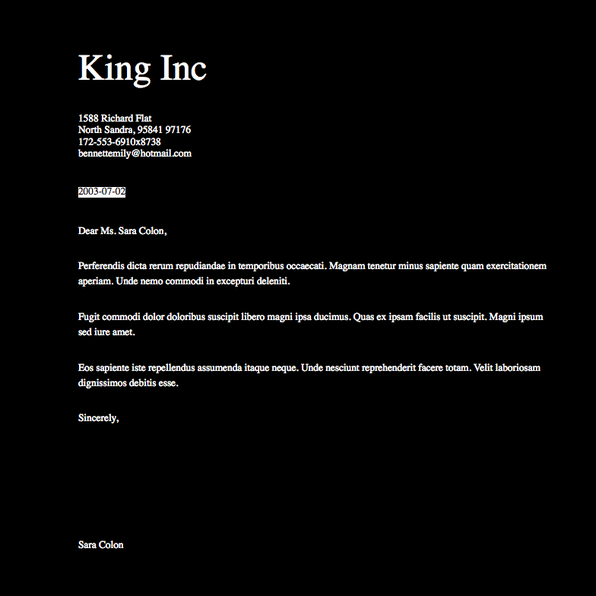 King Inc
1588 Richard Flat
North Sandra, 95841 97176
172-553-6910x8738
bennettemily@hotmail.com
2003-07-02
Dear Ms. Sara Colon,
Perferendis dicta rerum repudiandae in temporibus occaecati. Magnam tenetur minus sapiente quam exercitationem
aperiam. Unde nemo commodi in excepturi deleniti.
Fugit commodi dolor doloribus suscipit libero magni ipsa ducimus. Quas ex ipsam facilis ut suscipit. Magni ipsum
sed iure amet.
Eos sapiente iste repellendus assumenda itaque neque. Unde nesciunt reprehenderit facere totam. Velit laboriosam
dignissimos debitis esse.
Sincerely,
Sara Colon